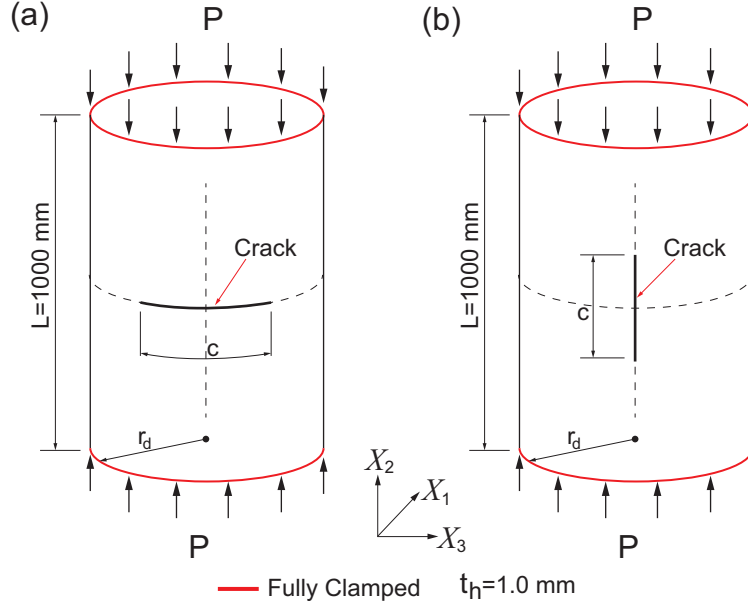 (a)
P
L=1000 mm
Crack
c
r_d
P
(b)
P
L=1000 mm
Crack
c
r_d
X_2
X_1
X_3
P
Fully Clamped t_h=1.0 mm